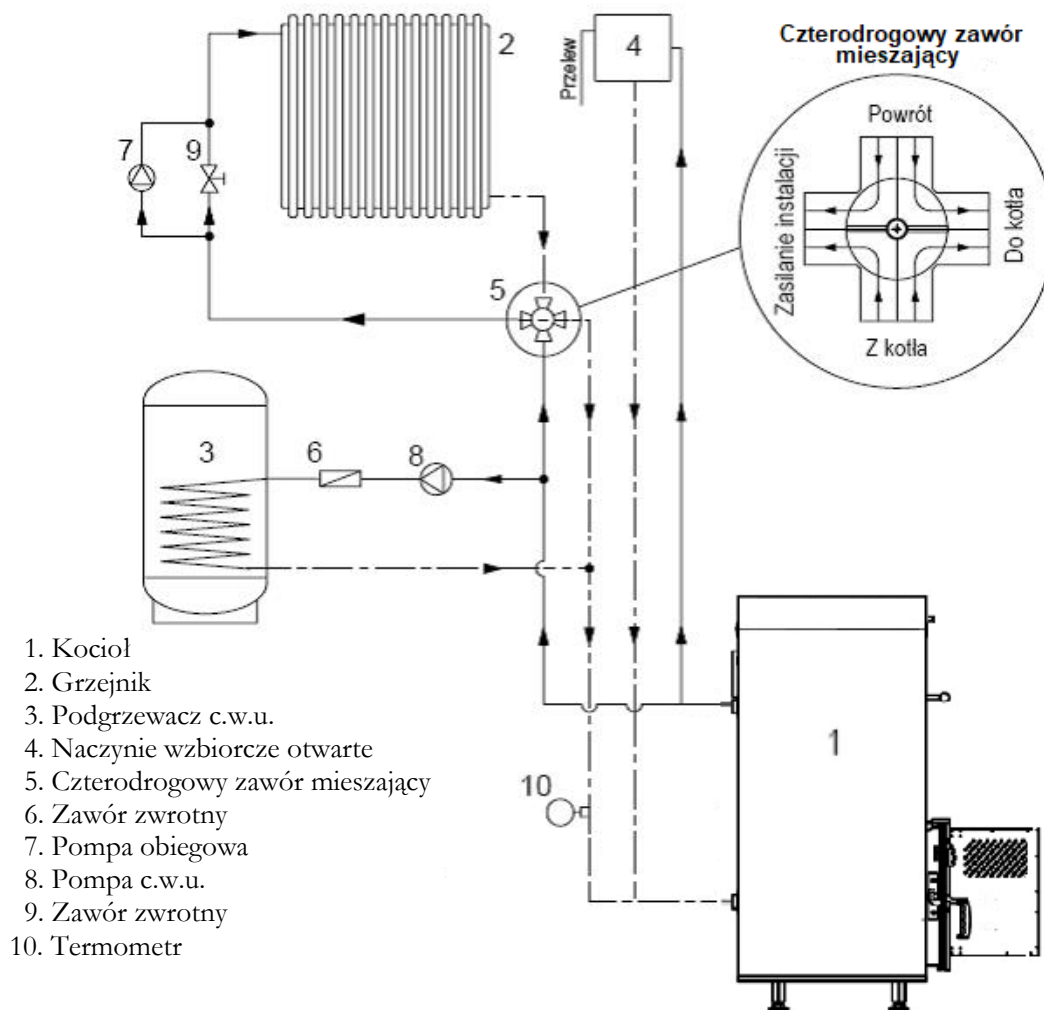 2
4
Przelew
Czterodrogowy zawór
mieszający
Powrót
Zasilanie instalacji
Do kotła
Z kotła
7
9
5
3
6
8
1
10
1. Kocioł
2. Grzejnik
3. Podgrzewacz c.w.u.
4. Naczynie wzbiorcze otwarte
5. Czterodrogowy zawór mieszający
6. Zawór zwrotny
7. Pompa obiegowa
8. Pompa c.w.u.
9. Zawór zwrotny
10. Termometr